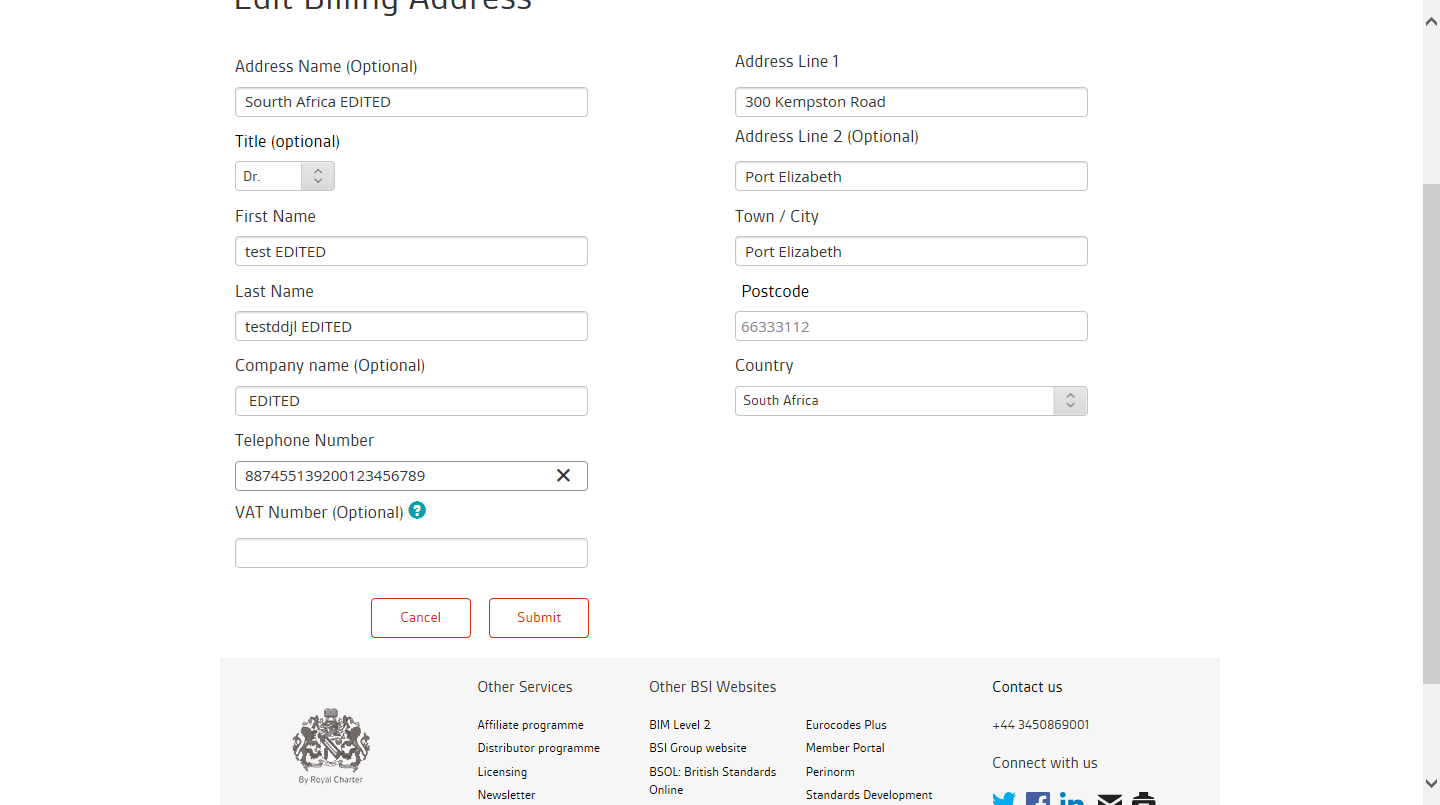 Edit Billing Address
Address Name (Optional)
Sourth Africa EDITED
Title (optional)
Dr.
First Name
test EDITED
Last Name
testddjl EDITED
Company name (Optional)
EDITED
Telephone Number
887455139200123456789
VAT Number (Optional) ?
Address Line 1
300 Kempston Road
Address Line 2 (Optional)
Port Elizabeth
Town / City
Port Elizabeth
Postcode
66333112
Country
South Africa
Cancel
Submit
By Royal Charter
Other Services
Affiliate programme
Distributor programme
Licensing
Newsletter
Other BSI Websites
BIM Level 2
BSI Group website
BSOL: British Standards
Online
Eurocodes Plus
Member Portal
Perinorm
Standards Development
Contact us
+44 3450869001
Connect with us